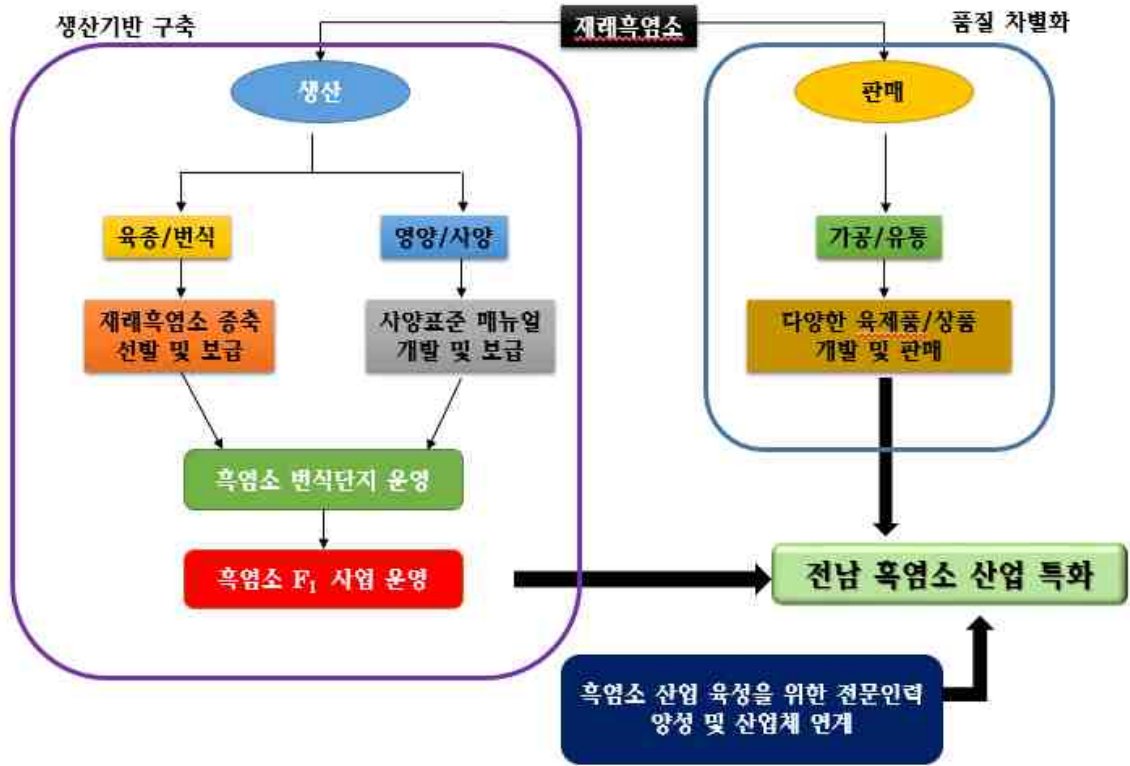 생산기반 구축
재래흑염소
품질 차별화
생산
판매
육종/번식
영양/사양
가공/유통
재래흑염소 종축
선발 및 보급
사양표준 매뉴얼
개발 및 보급
다양한 육제품/상품
개발 및 판매
흑염소 번식단지 운영
흑염소 F₁ 사업 운영
전남 흑염소 산업 특화
흑염소 산업 육성을 위한 전문인력
양성 및 산업체 연계